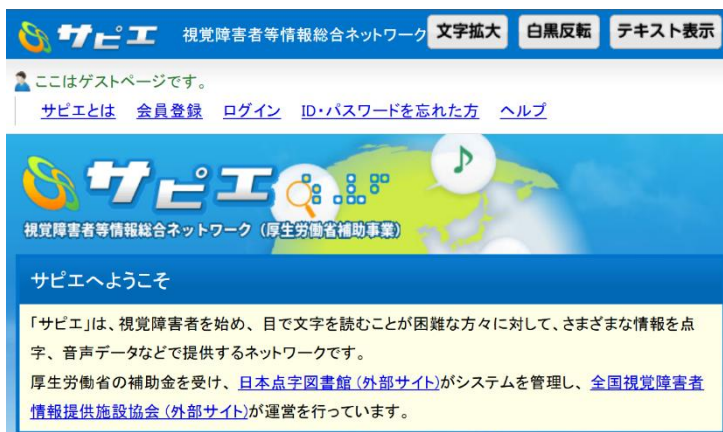 サピエ 視覚障害者等情報総合ネットワーク 文字拡大 白黒反転 テキスト表示
ここはゲストページです。
サピエとは 会員登録 ログイン ID・パスワードを忘れた方 ヘルプ
サピエ
視覚障害者等情報総合ネットワーク（厚生労働省補助事業）
サピエへようこそ
「サピエ」は、視覚障害者を始め、目で文字を読むことが困難な方々に対して、さまざまな情報を点
字、音声データなどで提供するネットワークです。
厚生労働省の補助金を受け、日本点字図書館（外部サイト）がシステムを管理し、全国視覚障害者
情報提供施設協会（外部サイト）が運営を行っています。